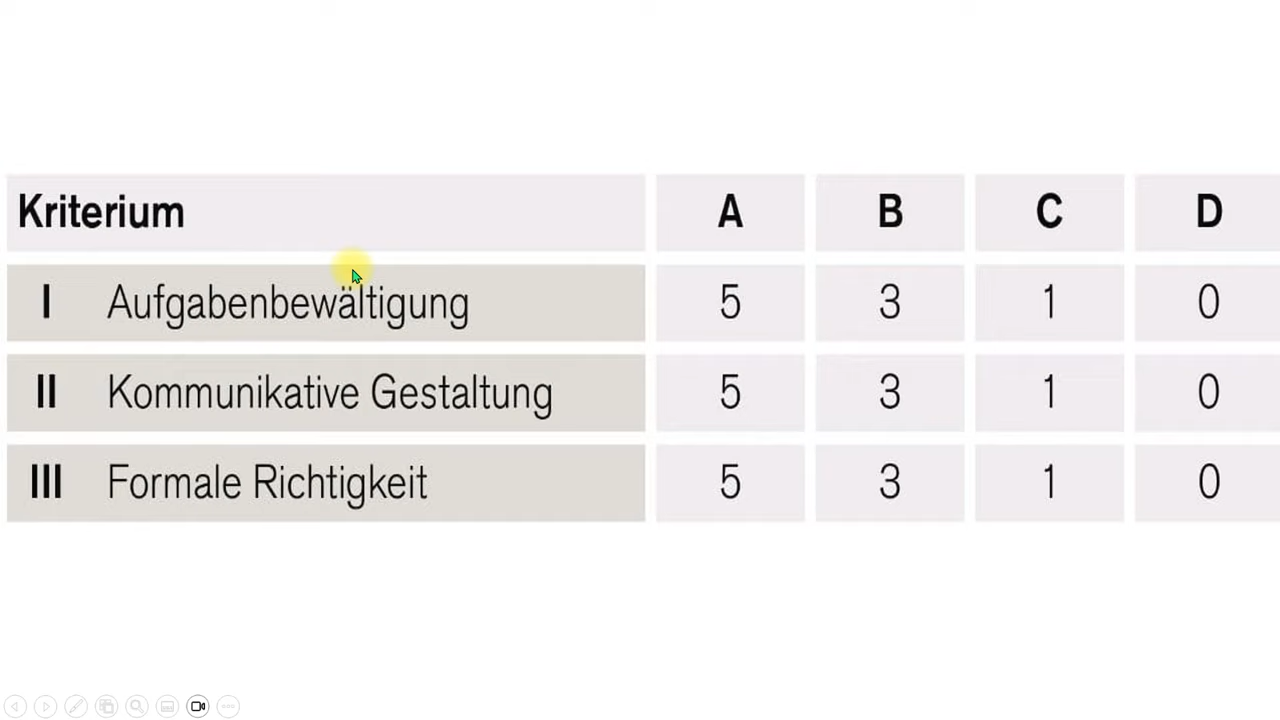 Kriterium A B C D
I Aufgabenbewältigung 5 3 1 0
II Kommunikative Gestaltung 5 3 1 0
III Formale Richtigkeit 5 3 1 0